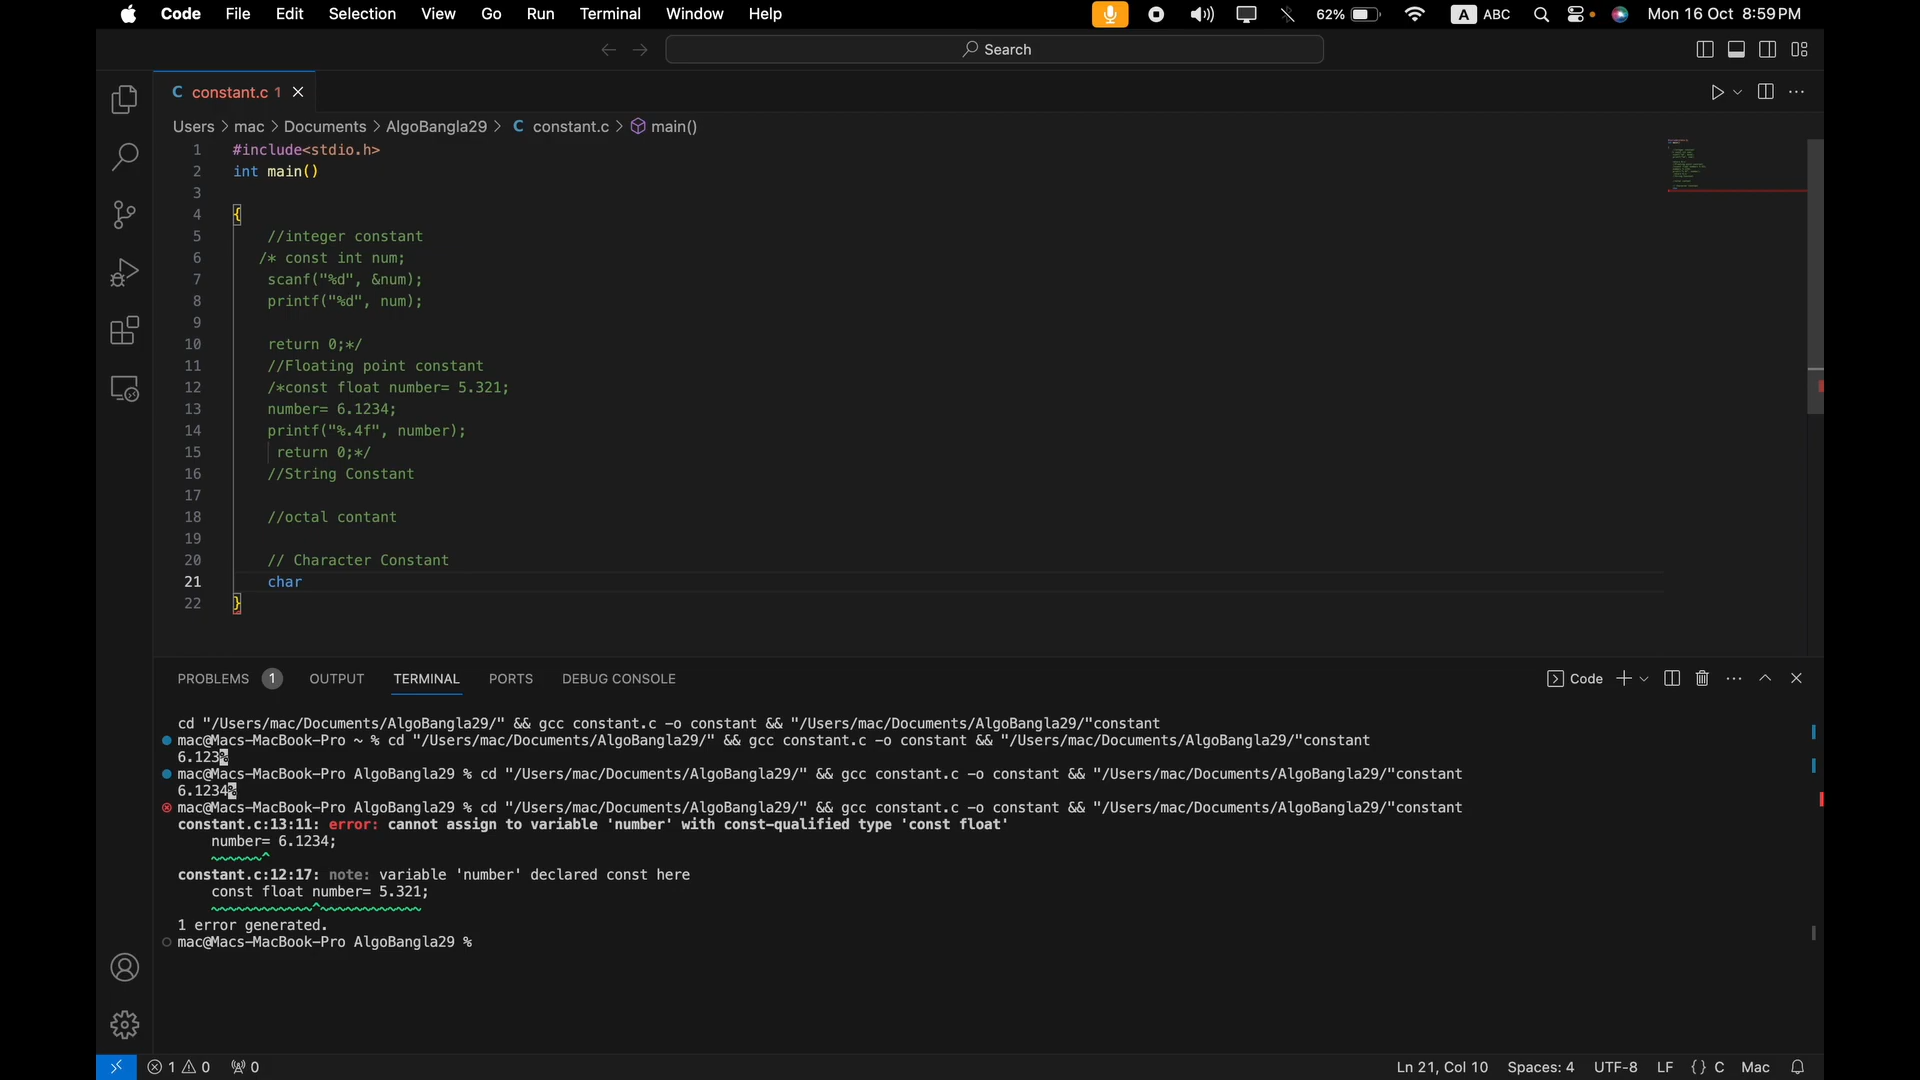 Code File Edit Selection View Go Run Terminal Window Help 62% A ABC Mon 16 Oct 8:59 PM
Search
C constant.c 1
Users > mac > Documents > AlgoBangla29 > C constant.c > main()
1 #include<stdio.h>
2 int main()
3
4 {
5 //integer constant
6 /* const int num;
7 scanf("%d", &num);
8 printf("%d", num);
9
10 return 0;*/
11 //Floating point constant
12 /*const float number= 5.321;
13 number= 6.1234;
14 printf("%.4f", number);
15 return 0;*/
16 //String Constant
17
18 //octal contant
19
20 // Character Constant
21 char
22 }
PROBLEMS 1 OUTPUT TERMINAL PORTS DEBUG CONSOLE Code
cd "/Users/mac/Documents/AlgoBangla29/" && gcc constant.c -o constant && "/Users/mac/Documents/AlgoBangla29/"constant
mac@Macs-MacBook-Pro ~ % cd "/Users/mac/Documents/AlgoBangla29/" && gcc constant.c -o constant && "/Users/mac/Documents/AlgoBangla29/"constant
6.123%
mac@Macs-MacBook-Pro AlgoBangla29 % cd "/Users/mac/Documents/AlgoBangla29/" && gcc constant.c -o constant && "/Users/mac/Documents/AlgoBangla29/"constant
6.1234%
mac@Macs-MacBook-Pro AlgoBangla29 % cd "/Users/mac/Documents/AlgoBangla29/" && gcc constant.c -o constant && "/Users/mac/Documents/AlgoBangla29/"constant
constant.c:13:11: error: cannot assign to variable 'number' with const-qualified type 'const float'
number= 6.1234;
~~~~~~^
constant.c:12:17: note: variable 'number' declared const here
const float number= 5.321;
~~~~~~~~~~~~^~~~~~~~~~~~~
1 error generated.
mac@Macs-MacBook-Pro AlgoBangla29 %
1 0 0 Ln 21, Col 10 Spaces: 4 UTF-8 LF {} C Mac